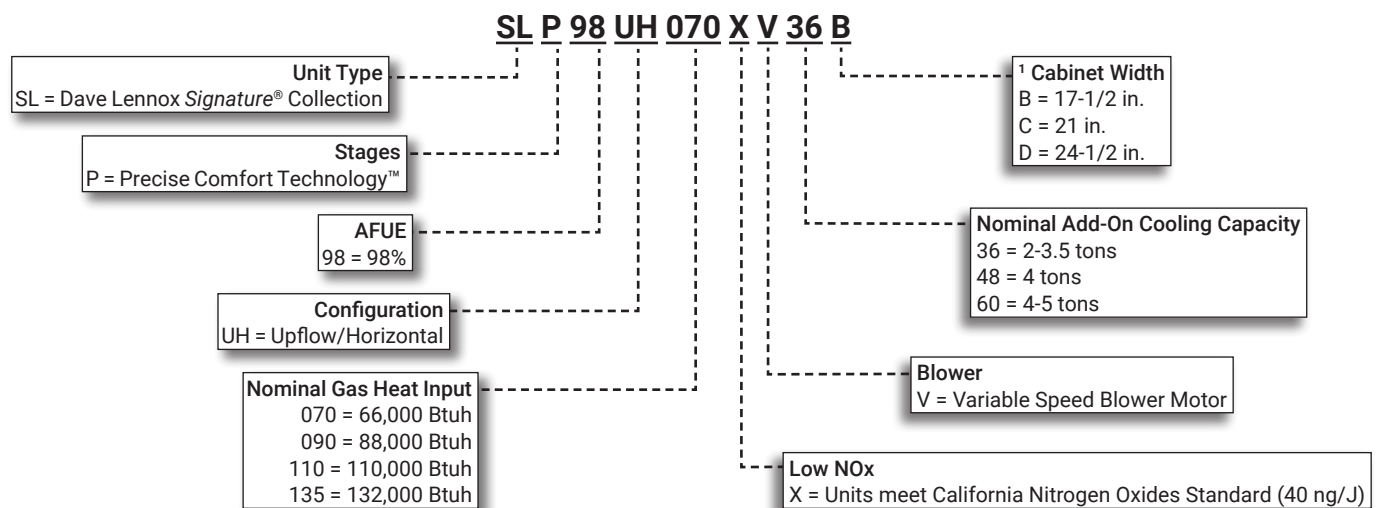 SL P 98 UH 070 X V 36 B
Unit Type
SL = Dave Lennox Signature® Collection
Stages
P = Precise Comfort Technology™
AFUE
98 = 98%
Configuration
UH = Upflow/Horizontal
Nominal Gas Heat Input
070 = 66,000 Btuh
090 = 88,000 Btuh
110 = 110,000 Btuh
135 = 132,000 Btuh
¹ Cabinet Width
B = 17-1/2 in.
C = 21 in.
D = 24-1/2 in.
Nominal Add-On Cooling Capacity
36 = 2-3.5 tons
48 = 4 tons
60 = 4-5 tons
Blower
V = Variable Speed Blower Motor
Low NOx
X = Units meet California Nitrogen Oxides Standard (40 ng/J)